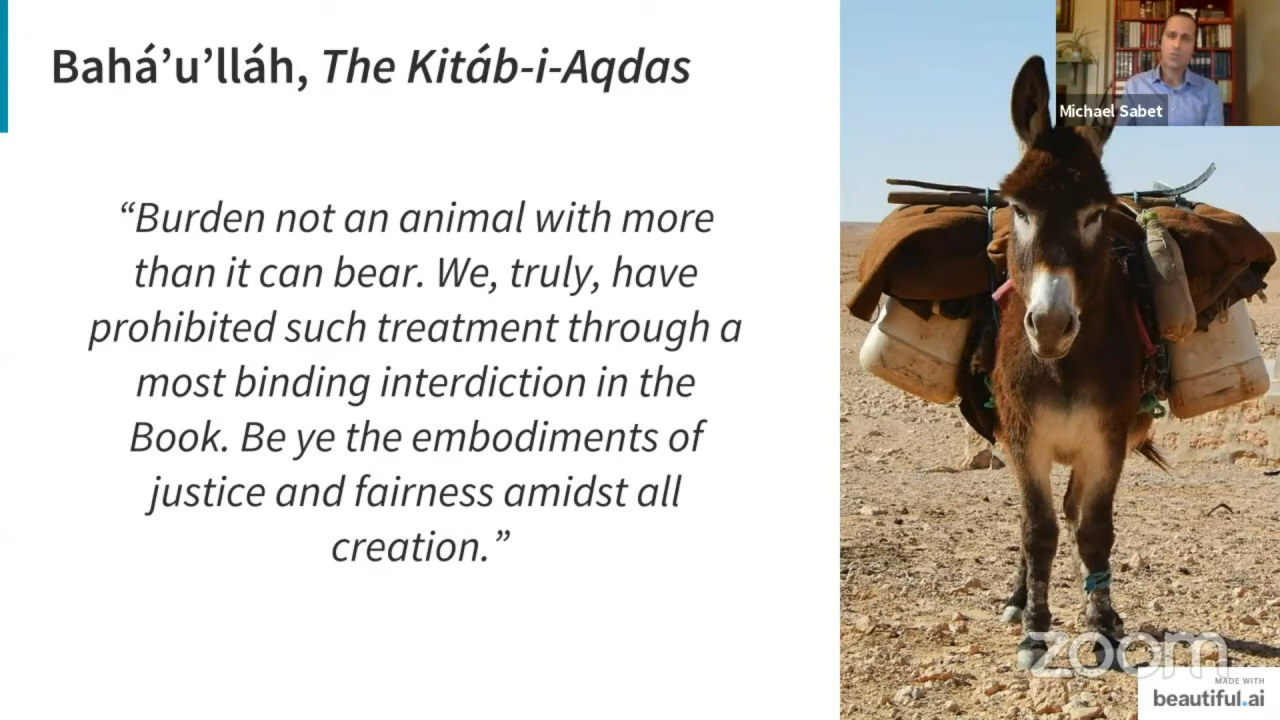 Bahá’u’lláh, The Kitáb-i-Aqdas
“Burden not an animal with more
than it can bear. We, truly, have
prohibited such treatment through a
most binding interdiction in the
Book. Be ye the embodiments of
justice and fairness amidst all
creation.”
Michael Sabet
zoom
MADE WITH
beautiful.ai